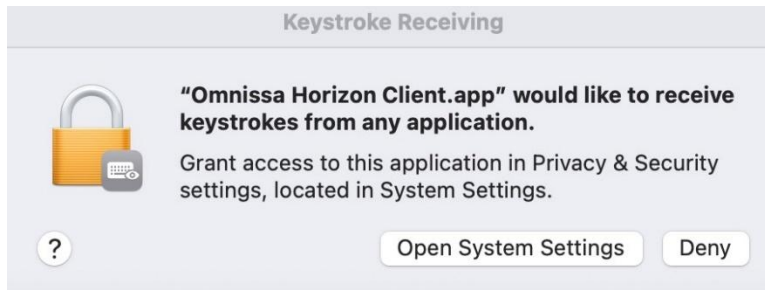 Keystroke Receiving
“Omnissa Horizon Client.app” would like to receive
keystrokes from any application.
Grant access to this application in Privacy & Security
settings, located in System Settings.
?
Open System Settings
Deny